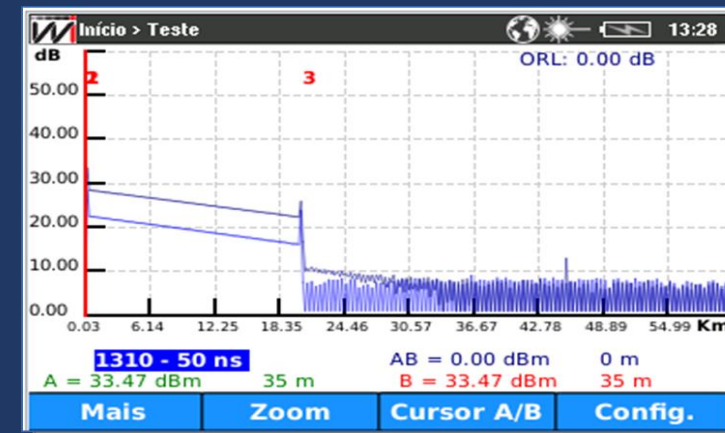 Início > Teste 13:28
dB
ORL: 0.00 dB
2 3
50.00
40.00
30.00
20.00
10.00
0.00
0.03 6.14 12.25 18.35 24.46 30.57 36.67 42.78 48.89 54.99 Km
1310 - 50 ns AB = 0.00 dBm 0 m
A = 33.47 dBm 35 m B = 33.47 dBm 35 m
Mais Zoom Cursor A/B Config.